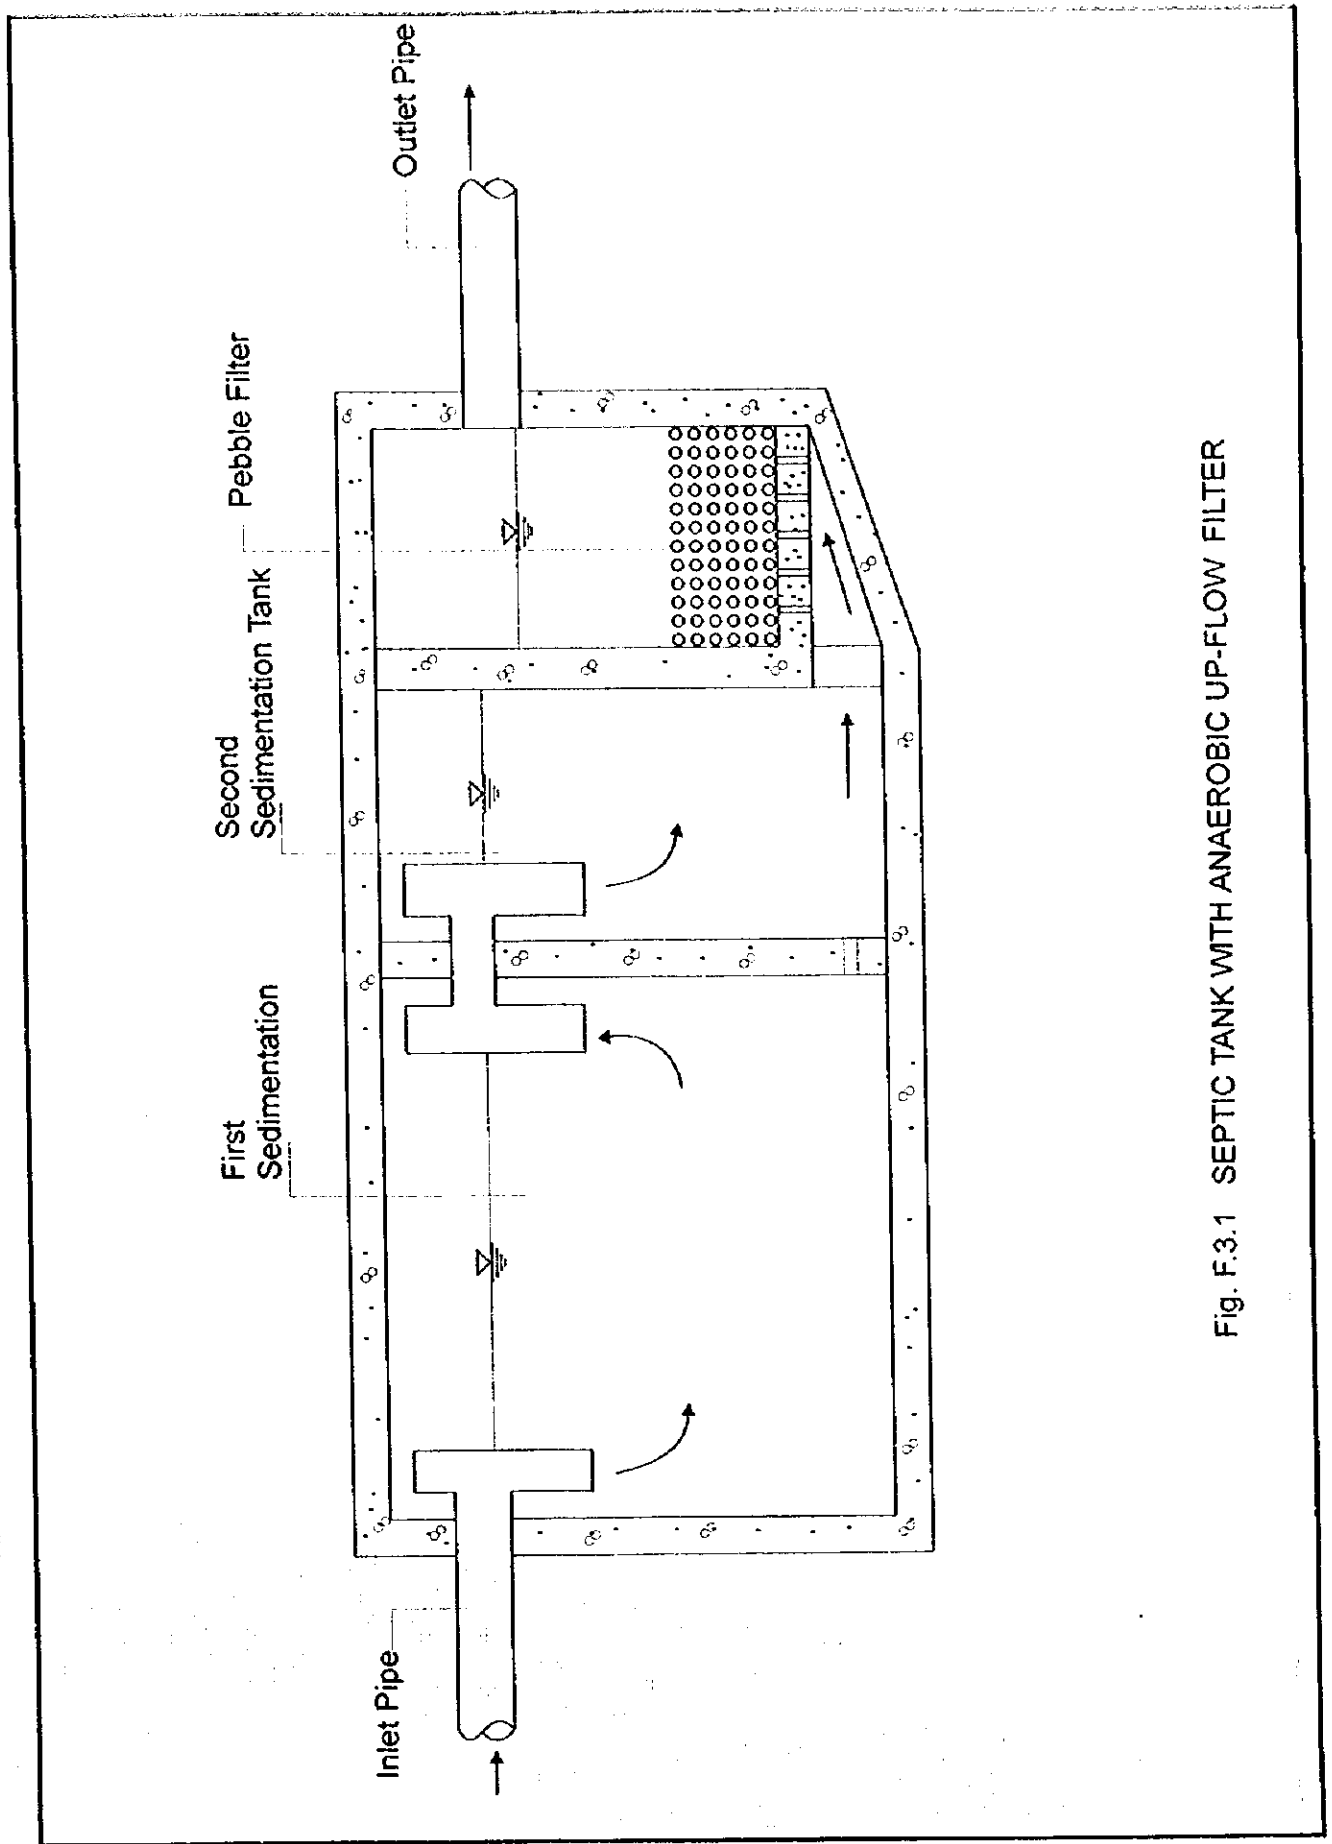 Inlet Pipe
First
Sedimentation
Second
Sedimentation Tank
Pebble Filter
Outlet Pipe
Fig. F.3.1 SEPTIC TANK WITH ANAEROBIC UP-FLOW FILTER